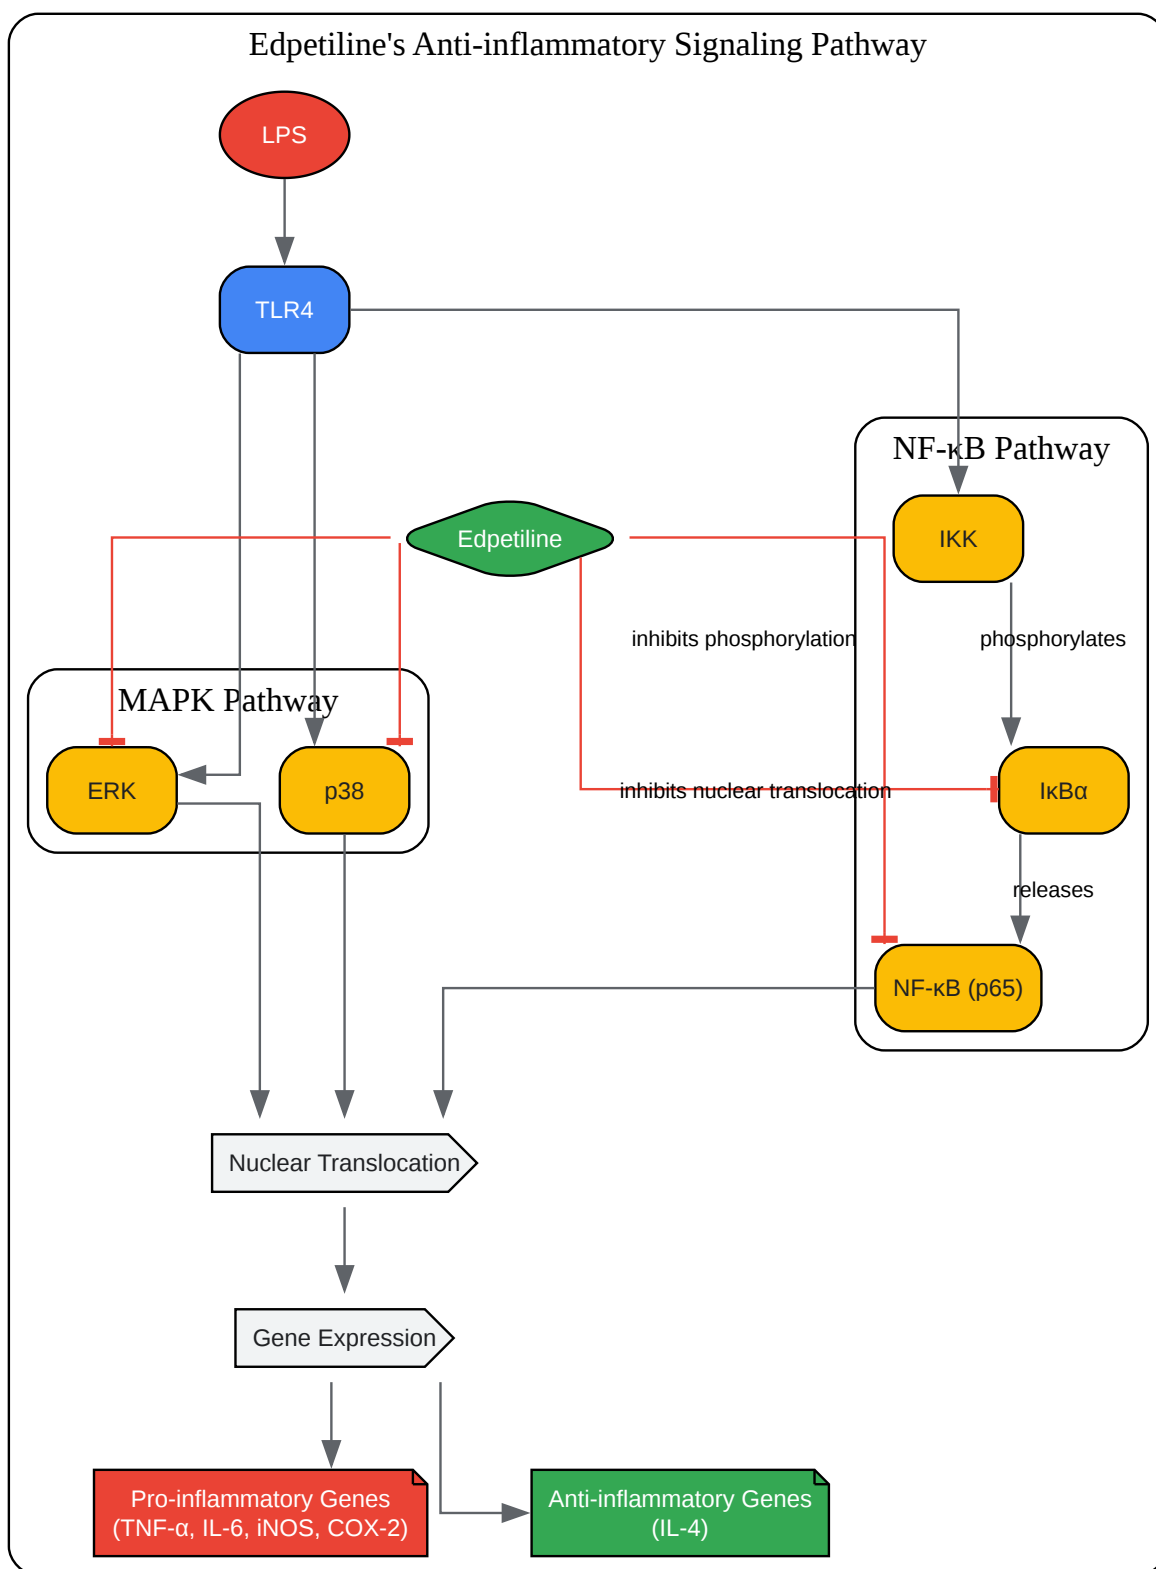 Edpetiline's Anti-inflammatory Signaling Pathway
LPS
TLR4
NF-κB Pathway
Edpetiline
IKK
inhibits phosphorylation
phosphorylates
MAPK Pathway
ERK
p38
inhibits nuclear translocation
IκBα
releases
NF-κB (p65)
Nuclear Translocation
Gene Expression
Pro-inflammatory Genes
(TNF-α, IL-6, iNOS, COX-2)
Anti-inflammatory Genes
(IL-4)